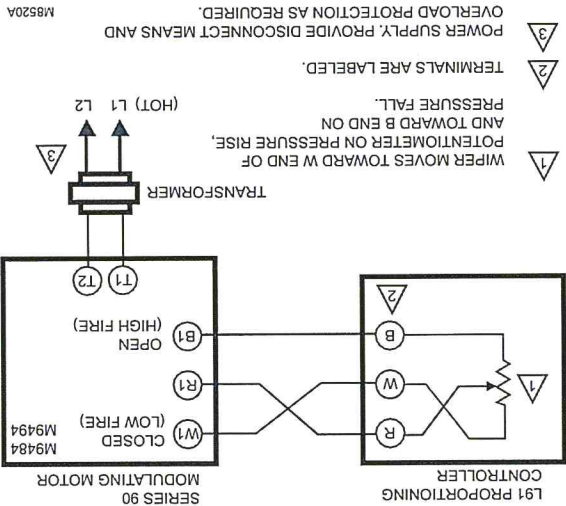 L91 PROPORTIONING
CONTROLLER
SERIES 90
MODULATING MOTOR
R
W
B
1
2
W1
CLOSED
(LOW FIRE)
R1
B1
OPEN
(HIGH FIRE)
M9484
M9494
T1
T2
TRANSFORMER
3
(HOT) L1
L2
1
WIPER MOVES TOWARD W END OF
POTENTIOMETER ON PRESSURE RISE,
AND TOWARD B END ON
PRESSURE FALL.
2
TERMINALS ARE LABELED.
3
POWER SUPPLY. PROVIDE DISCONNECT MEANS AND
OVERLOAD PROTECTION AS REQUIRED.
M8520A